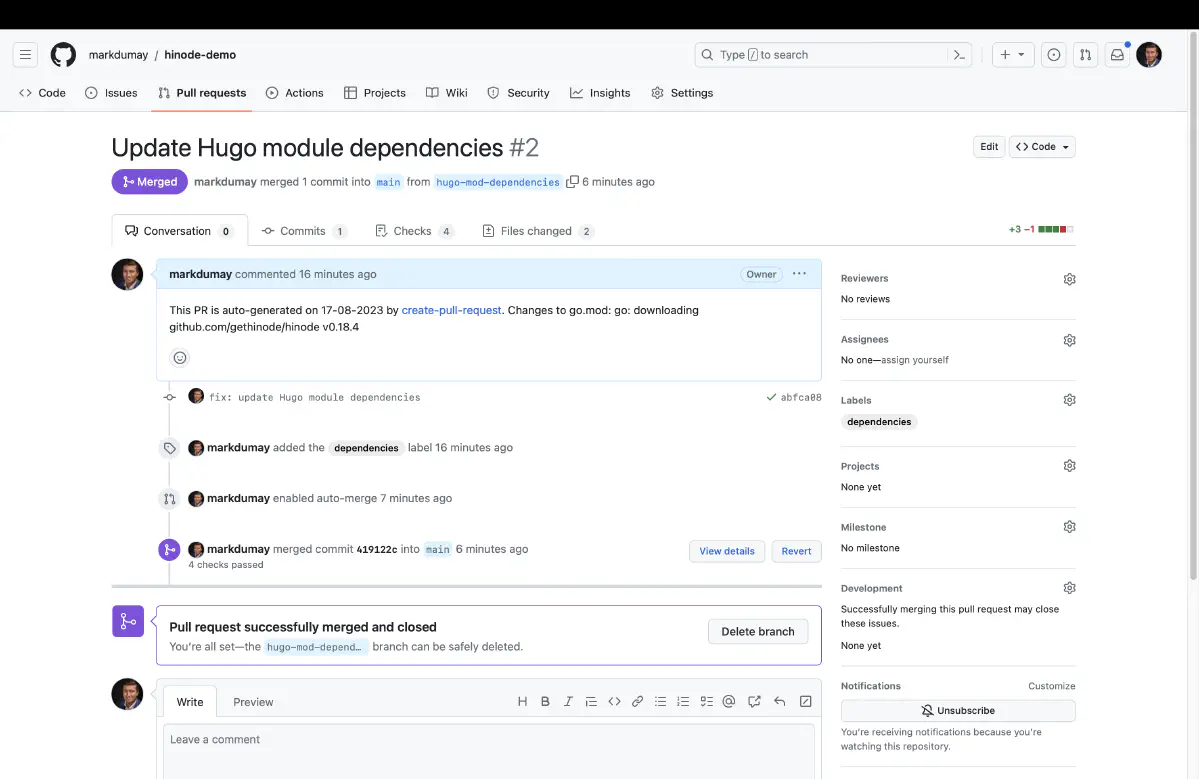 markdumay / hinode-demo
Type / to search
Code Issues Pull requests Actions Projects Wiki Security Insights Settings
Update Hugo module dependencies #2
Edit
<> Code
Merged markdumay merged 1 commit into main from hugo-mod-dependencies 6 minutes ago
Conversation 0 Commits 1 Checks 4 Files changed 2
+3 −1
markdumay commented 16 minutes ago
Owner ···
This PR is auto-generated on 17-08-2023 by create-pull-request. Changes to go.mod: go: downloading
github.com/gethinode/hinode v0.18.4
fix: update Hugo module dependencies
abfca08
markdumay added the dependencies label 16 minutes ago
markdumay enabled auto-merge 7 minutes ago
markdumay merged commit 419122c into main 6 minutes ago
4 checks passed
View details Revert
Pull request successfully merged and closed
You're all set—the hugo-mod-depend… branch can be safely deleted.
Delete branch
Write Preview
H B I
Leave a comment
Reviewers
No reviews
Assignees
No one—assign yourself
Labels
dependencies
Projects
None yet
Milestone
No milestone
Development
Successfully merging this pull request may close
these issues.
None yet
Notifications Customize
Unsubscribe
You're receiving notifications because you're
watching this repository.